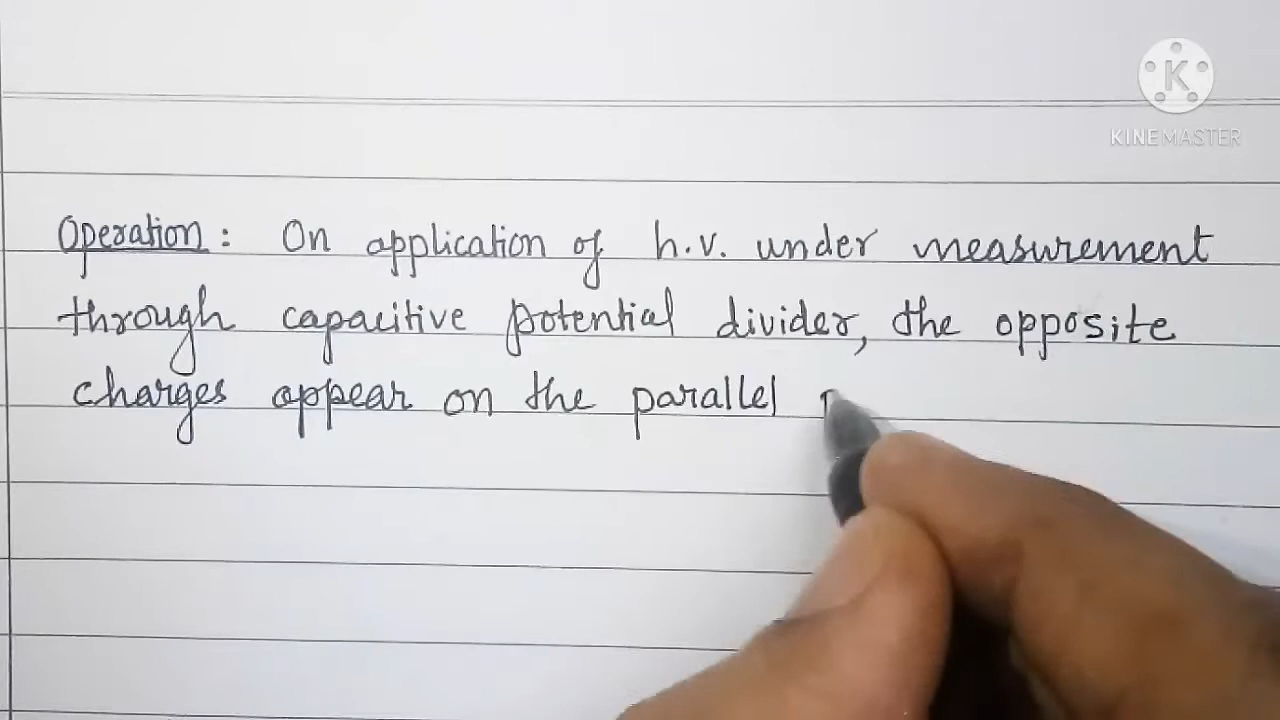 K
KINEMASTER
Operation: On application of h.v. under measurement
through capacitive potential divider, the opposite
charges appear on the parallel